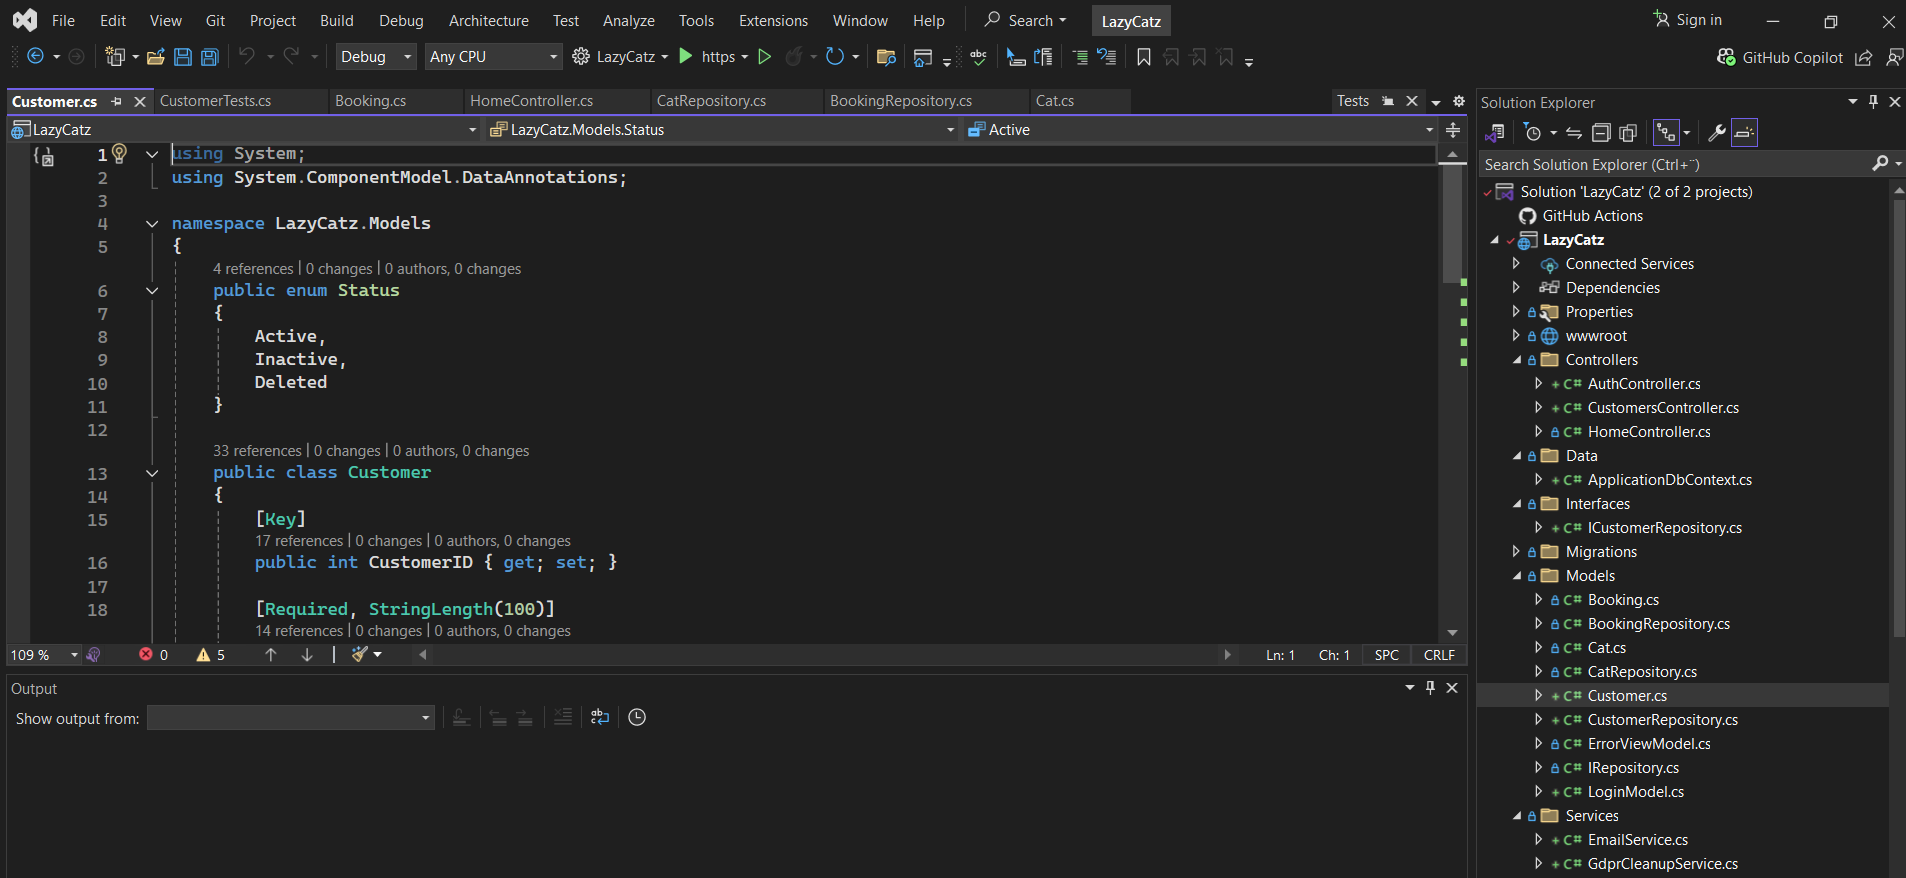 File Edit View Git Project Build Debug Architecture Test Analyze Tools Extensions Window Help Search LazyCatz Sign in
Debug Any CPU LazyCatz https abc GitHub Copilot
Customer.cs CustomerTests.cs Booking.cs HomeController.cs CatRepository.cs BookingRepository.cs Cat.cs Tests
LazyCatz LazyCatz.Models.Status Active
1 using System;
2 using System.ComponentModel.DataAnnotations;
3
4 namespace LazyCatz.Models
5 {
4 references | 0 changes | 0 authors, 0 changes
6 public enum Status
7 {
8 Active,
9 Inactive,
10 Deleted
11 }
12
33 references | 0 changes | 0 authors, 0 changes
13 public class Customer
14 {
15 [Key]
17 references | 0 changes | 0 authors, 0 changes
16 public int CustomerID { get; set; }
17
18 [Required, StringLength(100)]
14 references | 0 changes | 0 authors, 0 changes
109 % 0 5 Ln: 1 Ch: 1 SPC CRLF
Output
Show output from:
Solution Explorer
Search Solution Explorer (Ctrl+¨)
Solution 'LazyCatz' (2 of 2 projects)
GitHub Actions
LazyCatz
Connected Services
Dependencies
Properties
wwwroot
Controllers
C# AuthController.cs
C# CustomersController.cs
C# HomeController.cs
Data
C# ApplicationDbContext.cs
Interfaces
C# ICustomerRepository.cs
Migrations
Models
C# Booking.cs
C# BookingRepository.cs
C# Cat.cs
C# CatRepository.cs
C# Customer.cs
C# CustomerRepository.cs
C# ErrorViewModel.cs
C# IRepository.cs
C# LoginModel.cs
Services
C# EmailService.cs
C# GdprCleanupService.cs